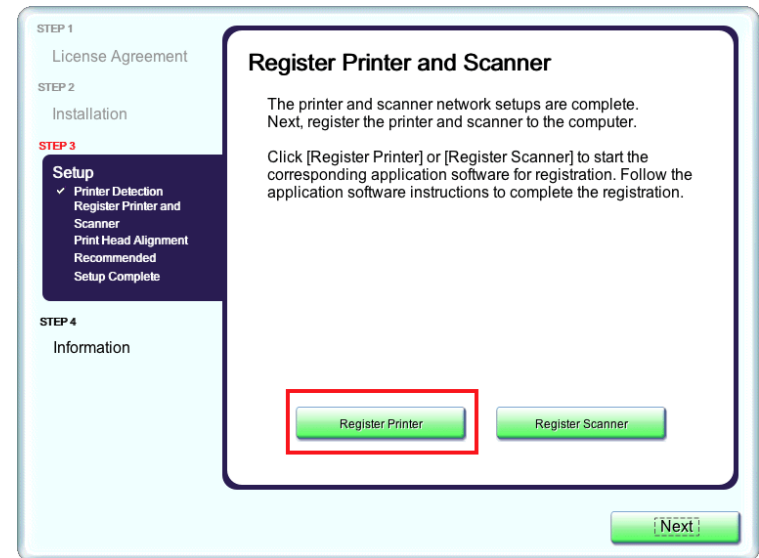 STEP 1
License Agreement
STEP 2
Installation
STEP 3
Setup
✓ Printer Detection
Register Printer and
Scanner
Print Head Alignment
Recommended
Setup Complete
STEP 4
Information
Register Printer and Scanner
The printer and scanner network setups are complete.
Next, register the printer and scanner to the computer.
Click [Register Printer] or [Register Scanner] to start the
corresponding application software for registration. Follow the
application software instructions to complete the registration.
Register Printer
Register Scanner
Next